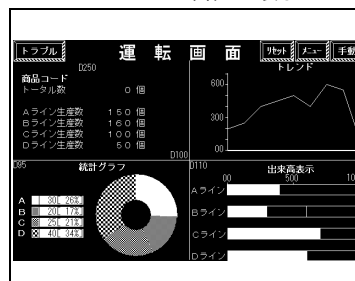 トラブル 運 転 画 面 リセット メニュー 手動
D250
商品コード
トータル数 0 個
Aライン生産数 150 個
Bライン生産数 160 個
Cライン生産数 100 個
Dライン生産数 50 個
D100
トレンド
600
300
00
D95 統計グラフ
A 30[ 26%]
B 20[ 17%]
C 25[ 21%]
D 40[ 34%]
D110 出来高表示
00 500 10
Aライン
Bライン
Cライン
Dライン